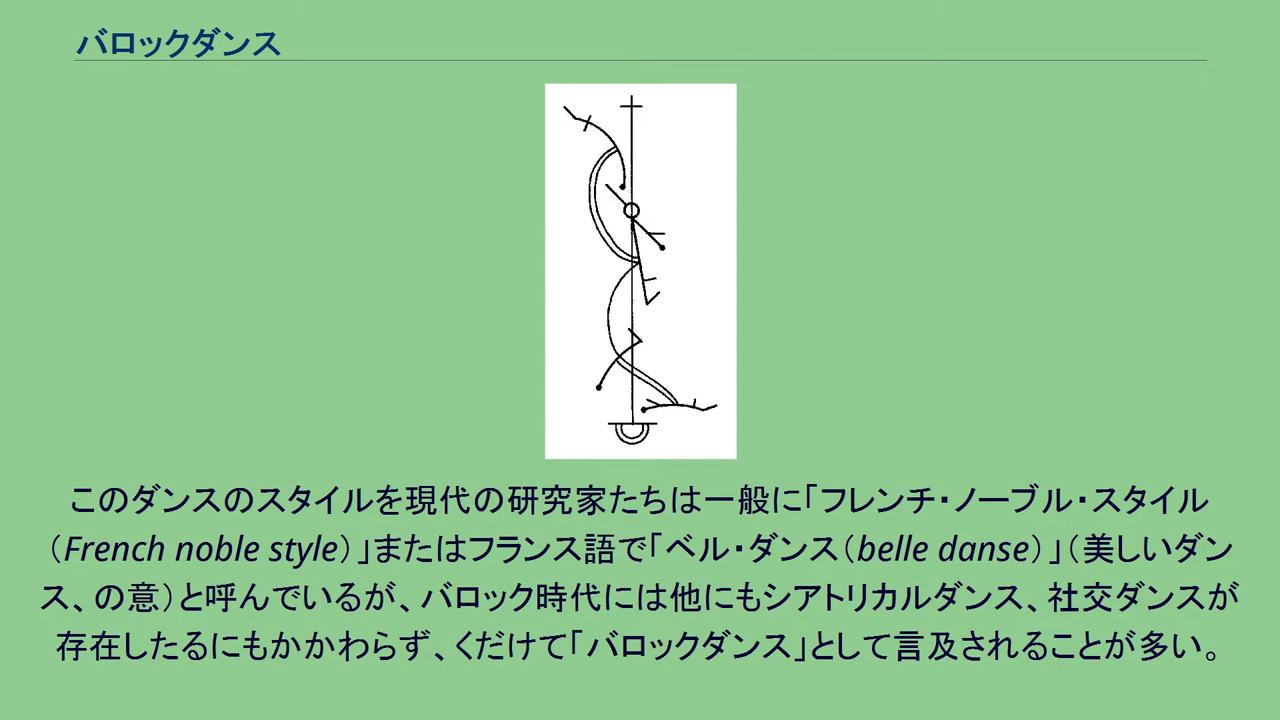 バロックダンス
このダンスのスタイルを現代の研究家たちは一般に「フレンチ・ノーブル・スタイル
（French noble style）」またはフランス語で「ベル・ダンス（belle danse）」（美しいダン
ス、の意）と呼んでいるが、バロック時代には他にもシアトリカルダンス、社交ダンスが
存在したるにもかかわらず、くだけて「バロックダンス」として言及されることが多い。